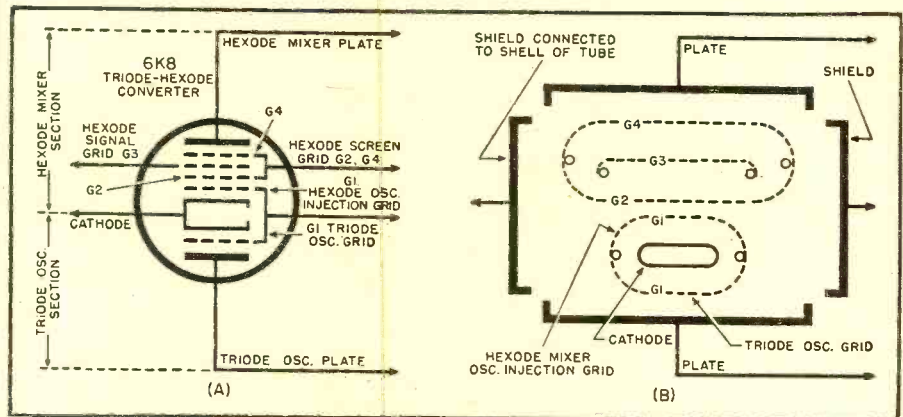 HEXODE MIXER PLATE
6K8
TRIODE-HEXODE
CONVERTER
HEXODE MIXER
SECTION
HEXODE
SIGNAL
GRID G3
G4
HEXODE SCREEN
GRID G2, G4
G2
G1
HEXODE OSC.
INJECTION GRID
CATHODE
G1 TRIODE
OSC. GRID
TRIODE OSC.
SECTION
TRIODE OSC. PLATE
(A)
SHIELD CONNECTED
TO SHELL OF TUBE
PLATE
SHIELD
G4
G3
G2
G1
G1
CATHODE
TRIODE OSC. GRID
HEXODE MIXER
OSC. INJECTION GRID
PLATE
(B)